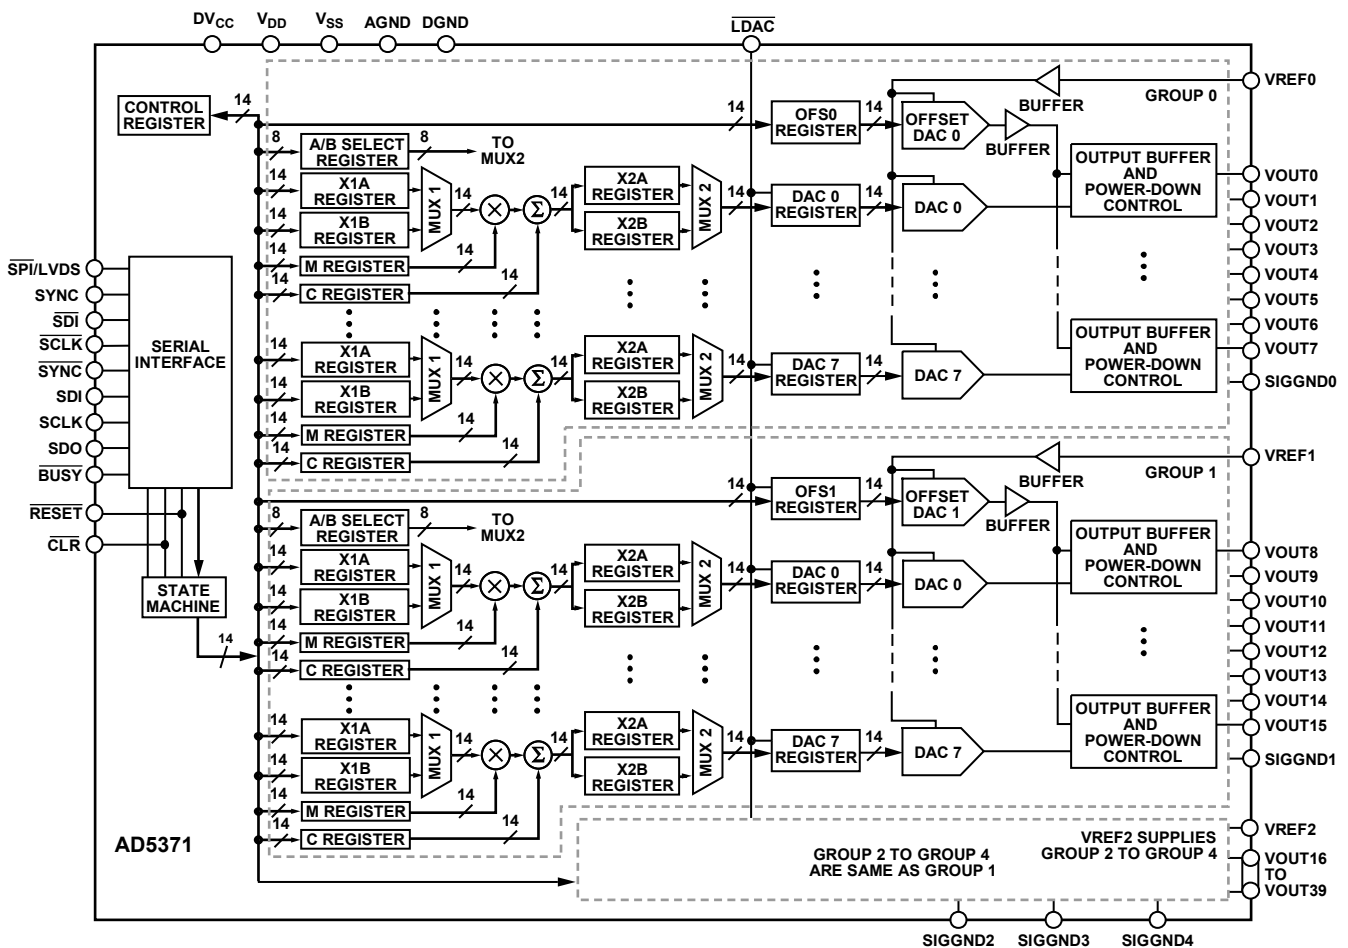 DVCC
VDD
VSS
AGND
DGND
LDAC
CONTROL
REGISTER
14
8
A/B SELECT
REGISTER
8
TO
MUX2
14
X1A
REGISTER
14
X1B
REGISTER
MUX 1
14
×
Σ
14
14
M REGISTER
14
14
C REGISTER
14
X2A
REGISTER
X2B
REGISTER
MUX 2
14
14
OFS0
REGISTER
14
OFFSET
DAC 0
BUFFER
BUFFER
GROUP 0
VREF0
DAC 0
REGISTER
14
DAC 0
OUTPUT BUFFER
AND
POWER-DOWN
CONTROL
VOUT0
VOUT1
VOUT2
VOUT3
VOUT4
VOUT5
VOUT6
VOUT7
SIGGND0
14
X1A
REGISTER
14
X1B
REGISTER
MUX 1
14
×
Σ
14
14
M REGISTER
14
14
C REGISTER
14
X2A
REGISTER
X2B
REGISTER
MUX 2
14
DAC 7
REGISTER
14
DAC 7
OUTPUT BUFFER
AND
POWER-DOWN
CONTROL
SPI/LVDS
SYNC
SDI
SCLK
SYNC
SDI
SCLK
SDO
BUSY
RESET
CLR
SERIAL
INTERFACE
STATE
MACHINE
14
8
A/B SELECT
REGISTER
8
TO
MUX2
14
X1A
REGISTER
14
X1B
REGISTER
MUX 1
14
×
Σ
14
14
M REGISTER
14
14
C REGISTER
14
X2A
REGISTER
X2B
REGISTER
MUX 2
14
14
OFS1
REGISTER
14
OFFSET
DAC 1
BUFFER
BUFFER
GROUP 1
VREF1
DAC 0
REGISTER
14
DAC 0
OUTPUT BUFFER
AND
POWER-DOWN
CONTROL
VOUT8
VOUT9
VOUT10
VOUT11
VOUT12
VOUT13
VOUT14
VOUT15
SIGGND1
14
X1A
REGISTER
14
X1B
REGISTER
MUX 1
14
×
Σ
14
14
M REGISTER
14
14
C REGISTER
14
X2A
REGISTER
X2B
REGISTER
MUX 2
14
DAC 7
REGISTER
14
DAC 7
OUTPUT BUFFER
AND
POWER-DOWN
CONTROL
AD5371
GROUP 2 TO GROUP 4
ARE SAME AS GROUP 1
VREF2 SUPPLIES
GROUP 2 TO GROUP 4
VREF2
VOUT16
TO
VOUT39
SIGGND2
SIGGND3
SIGGND4